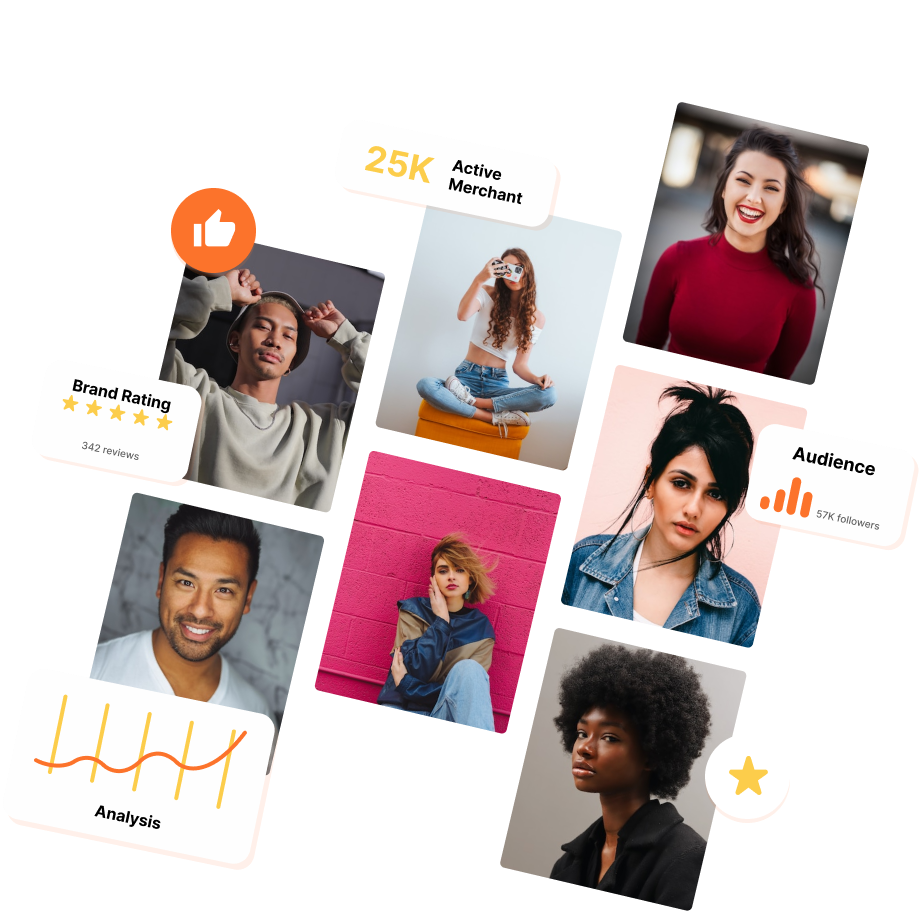 25K
Active
Merchant
Brand Rating
342 reviews
Audience
57K followers
Analysis